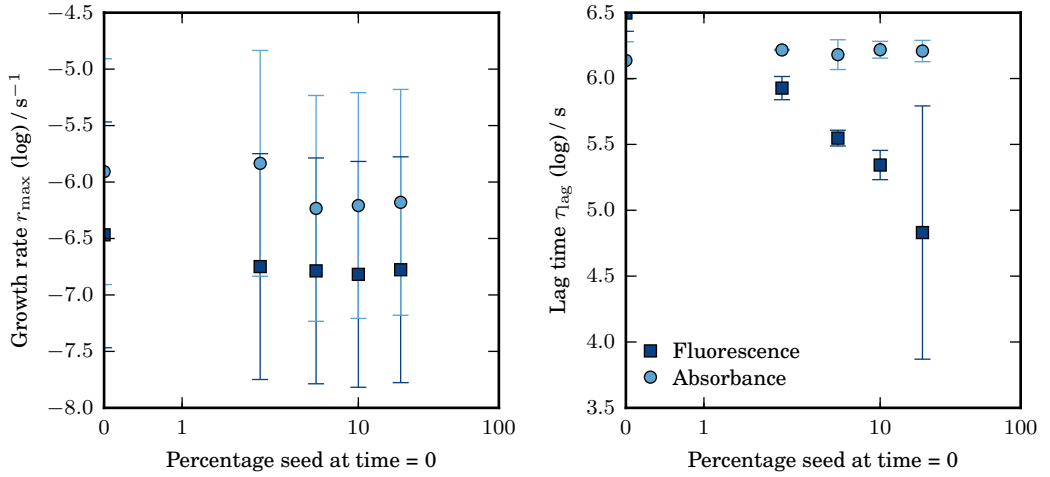 Growth rate r_max (log) / s⁻¹
−4.5
−5.0
−5.5
−6.0
−6.5
−7.0
−7.5
−8.0
0 1 10 100
Percentage seed at time = 0
Lag time τ_lag (log) / s
6.5
6.0
5.5
5.0
4.5
4.0
3.5
Fluorescence
Absorbance
0 1 10 100
Percentage seed at time = 0